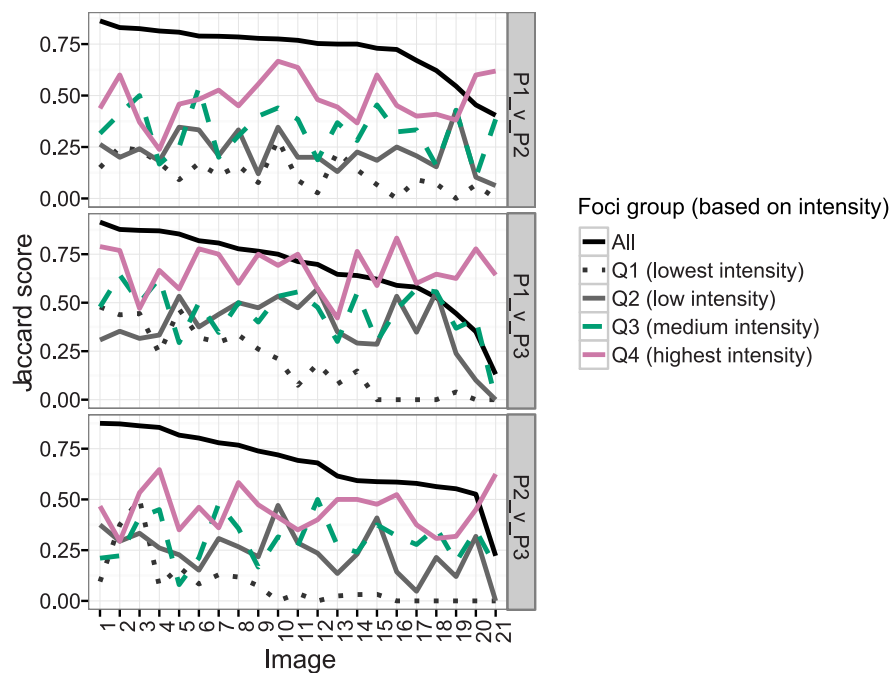 0.75
0.50
0.25
0.00
P1_v_P2
0.75
0.50
0.25
0.00
P1_v_P3
0.75
0.50
0.25
0.00
P2_v_P3
Jaccard score
1 2 3 4 5 6 7 8 9 10 11 12 13 14 15 16 17 18 19 20 21
Image
Foci group (based on intensity)
All
Q1 (lowest intensity)
Q2 (low intensity)
Q3 (medium intensity)
Q4 (highest intensity)